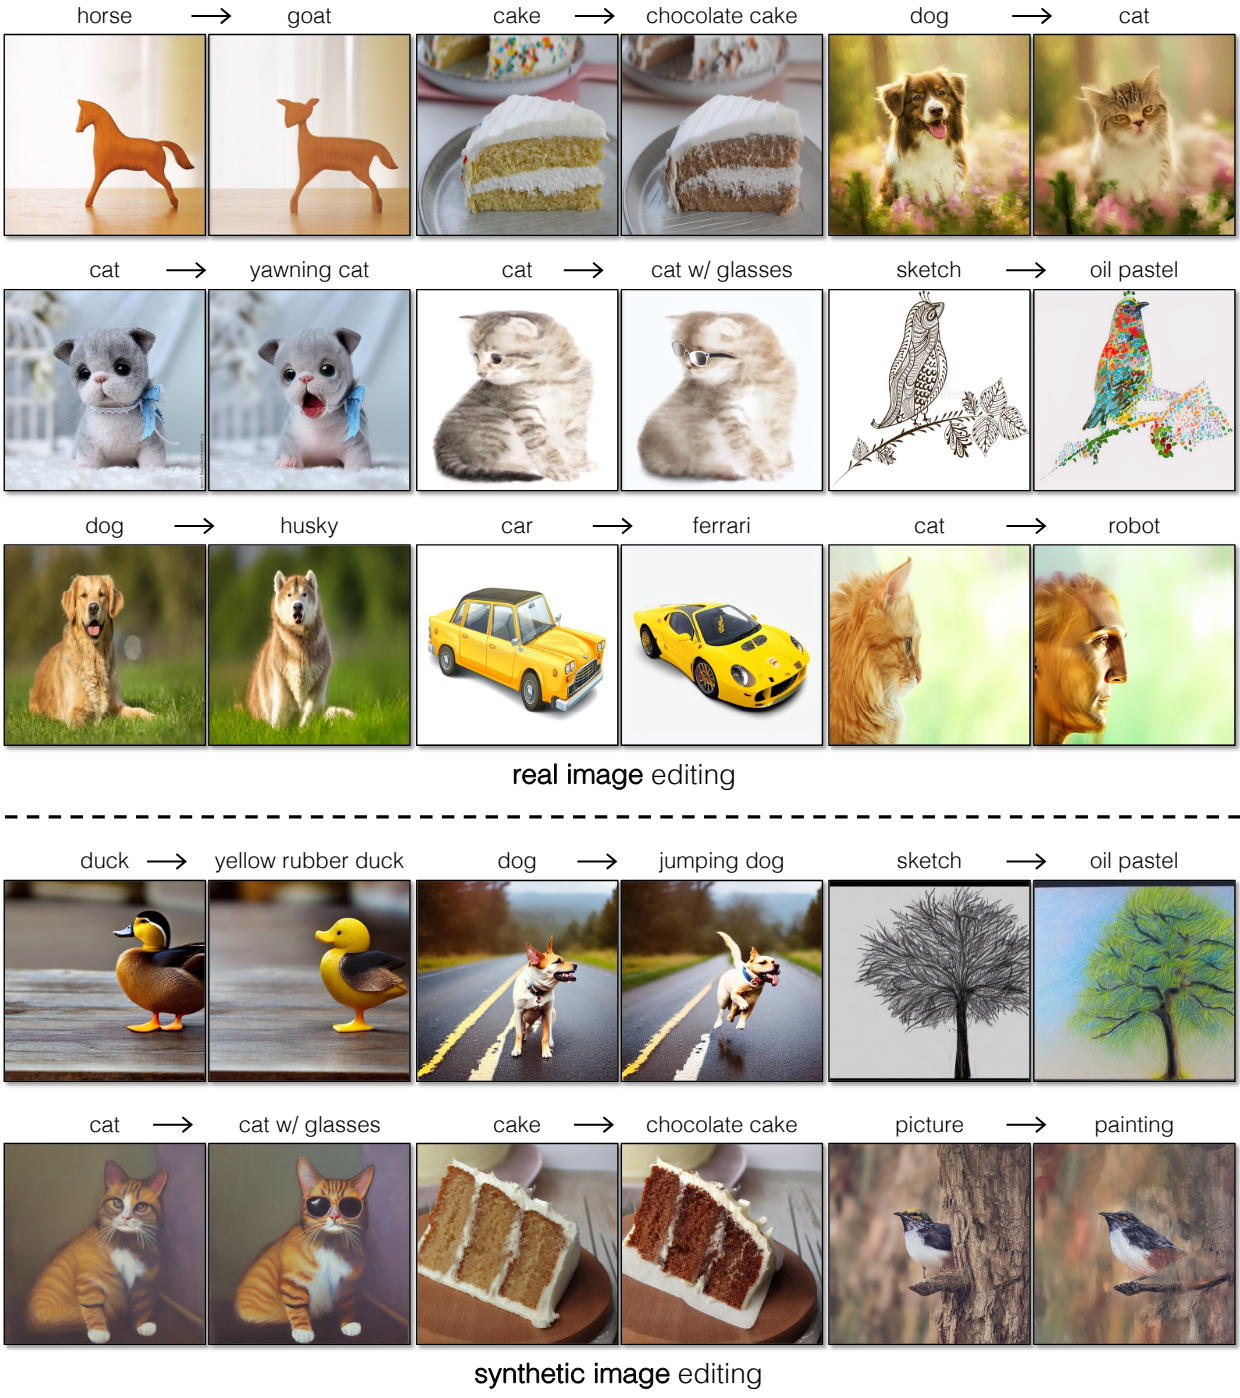 horse → goat cake → chocolate cake dog → cat
cat → yawning cat cat → cat w/ glasses sketch → oil pastel
dog → husky car → ferrari cat → robot
real image editing
duck → yellow rubber duck dog → jumping dog sketch → oil pastel
cat → cat w/ glasses cake → chocolate cake picture → painting
synthetic image editing